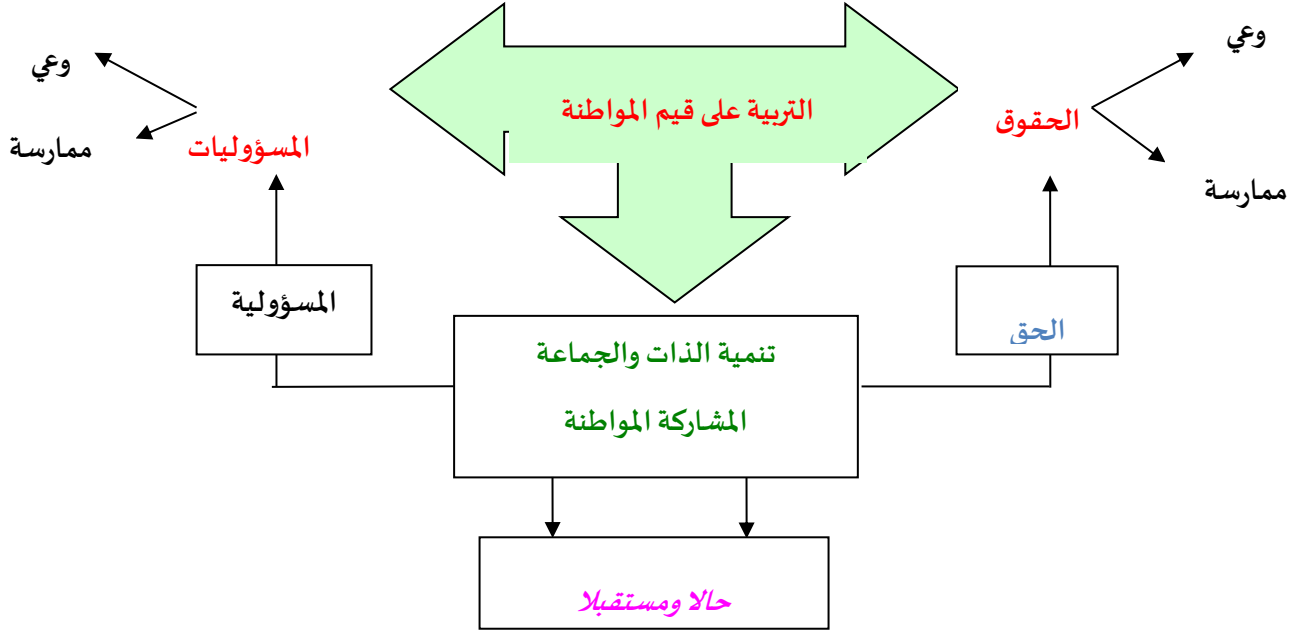 وعي
وعي
التربية على قيم المواطنة
الحقوق
المسؤوليات
ممارسة
ممارسة
المسؤولية
الحق
تنمية الذات والجماعة
المشاركة المواطنة
حالا ومستقبلا